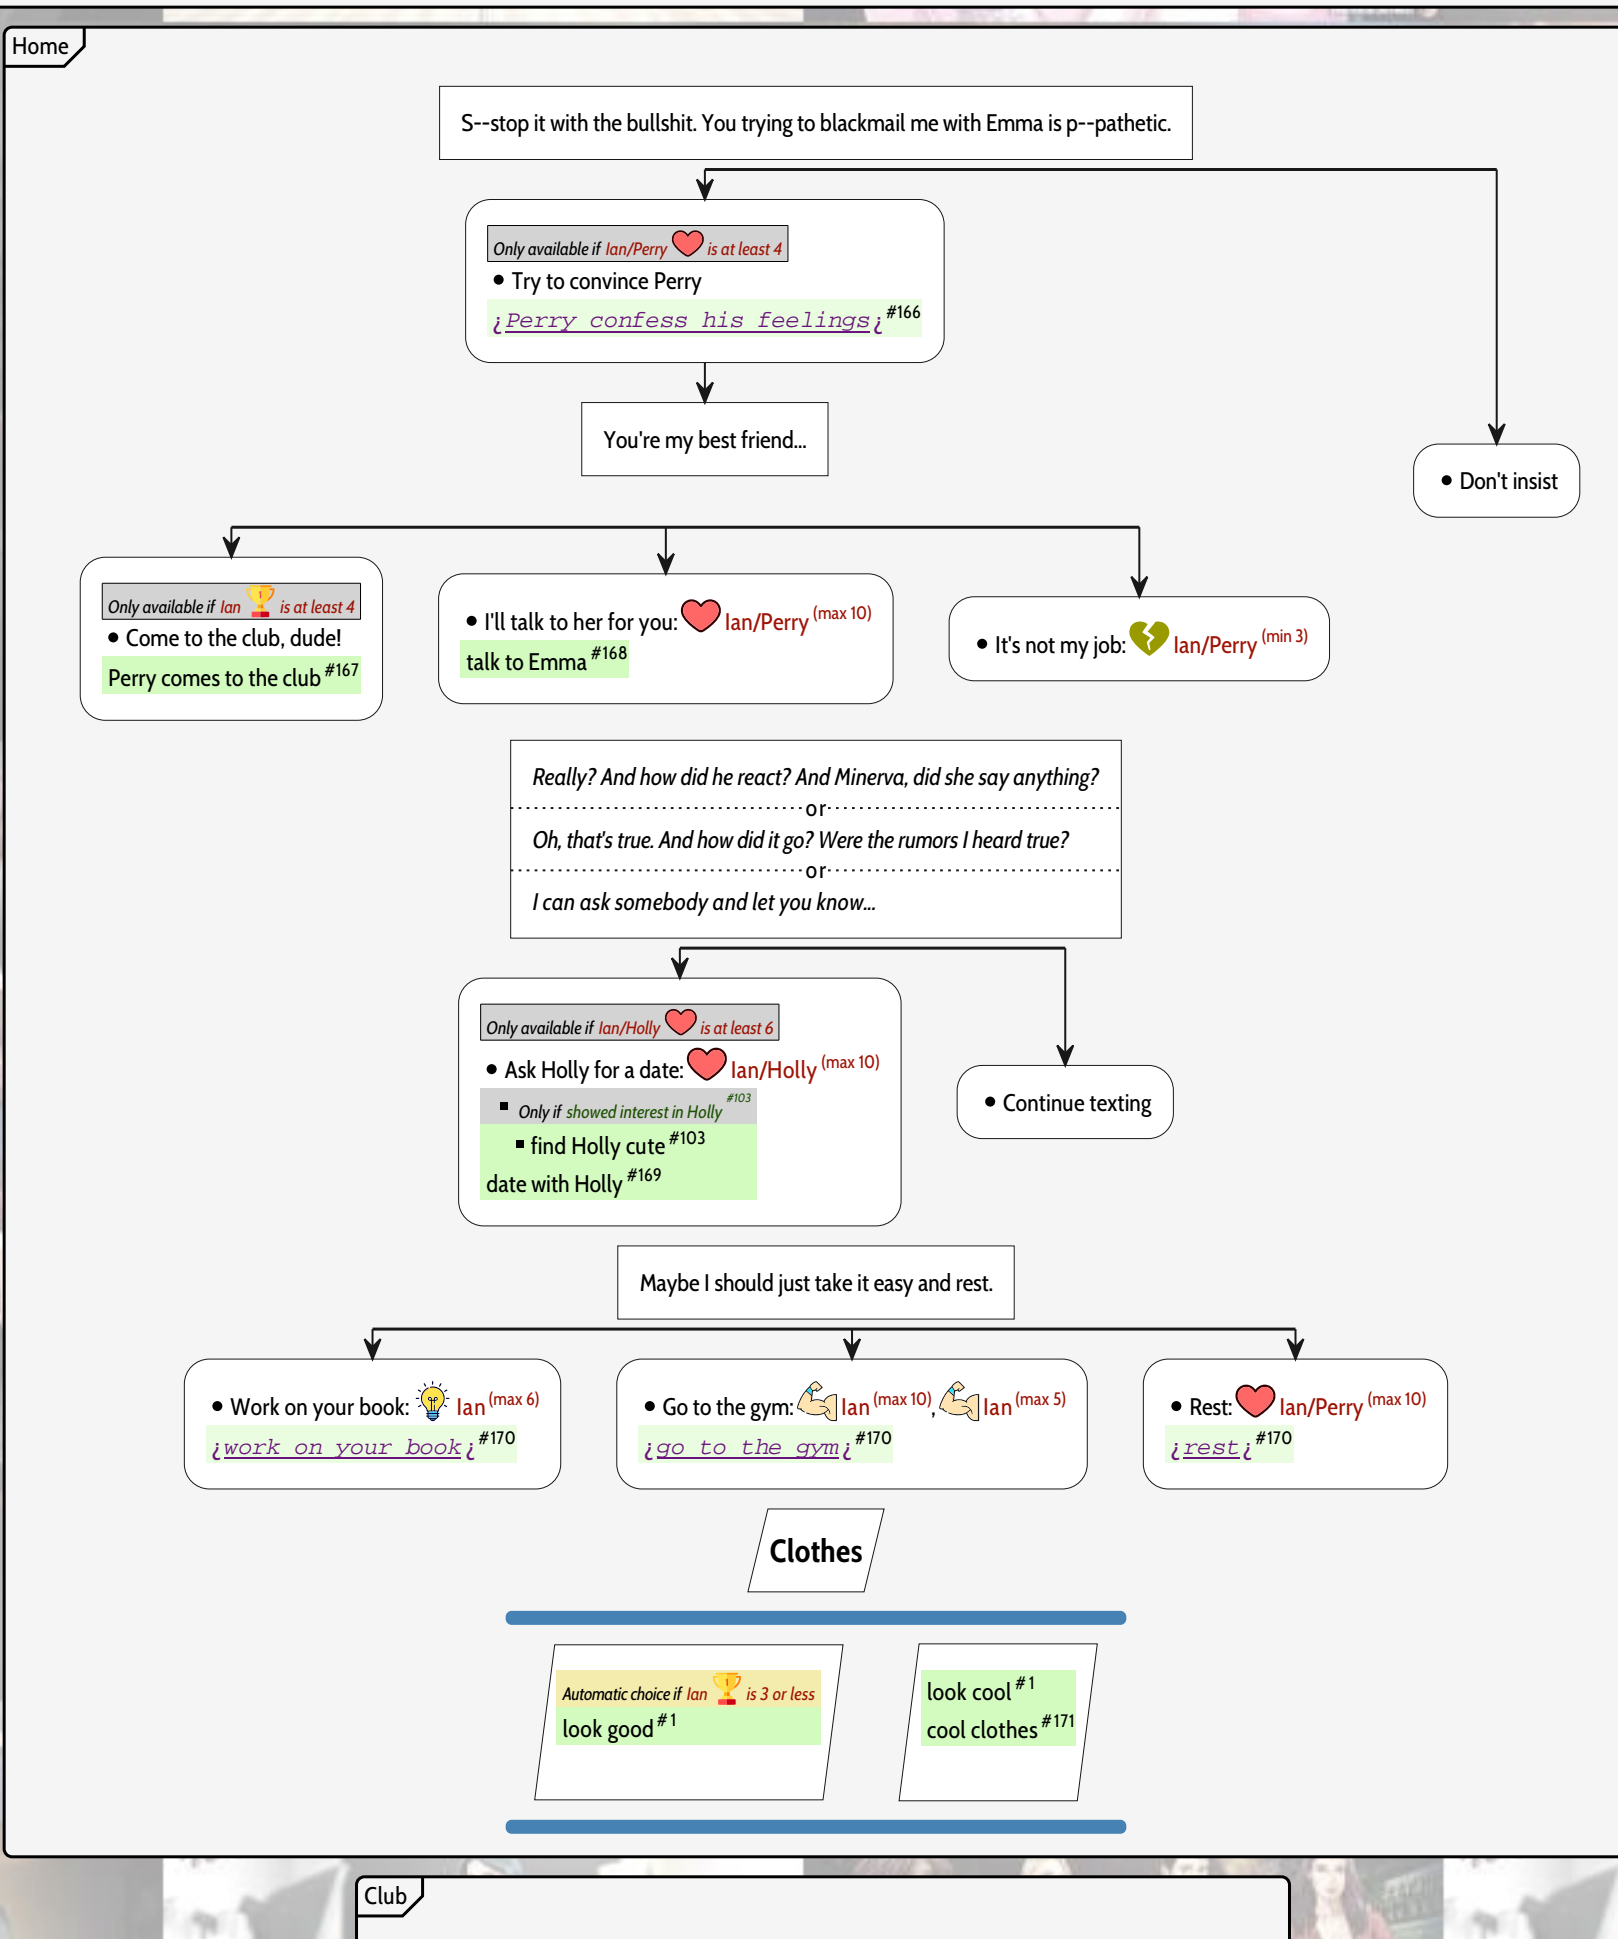 Home
S--stop it with the bullshit. You trying to blackmail me with Emma is p--pathetic.
Only available if Ian/Perry is at least 4
• Try to convince Perry
¿Perry confess his feelings¿ #166
You're my best friend...
• Don't insist
Only available if Ian is at least 4
• Come to the club, dude!
Perry comes to the club #167
• I'll talk to her for you: Ian/Perry (max 10)
talk to Emma #168
• It's not my job: Ian/Perry (min 3)
Really? And how did he react? And Minerva, did she say anything?
or
Oh, that's true. And how did it go? Were the rumors I heard true?
or
I can ask somebody and let you know...
Only available if Ian/Holly is at least 6
• Ask Holly for a date: Ian/Holly (max 10)
▪ Only if showed interest in Holly #103
▪ find Holly cute #103
date with Holly #169
• Continue texting
Maybe I should just take it easy and rest.
• Work on your book: Ian (max 6)
¿work on your book¿ #170
• Go to the gym: Ian (max 10), Ian (max 5)
¿go to the gym¿ #170
• Rest: Ian/Perry (max 10)
¿rest¿ #170
Clothes
Automatic choice if Ian 1 is 3 or less
look good #1
look cool #1
cool clothes #171
Club